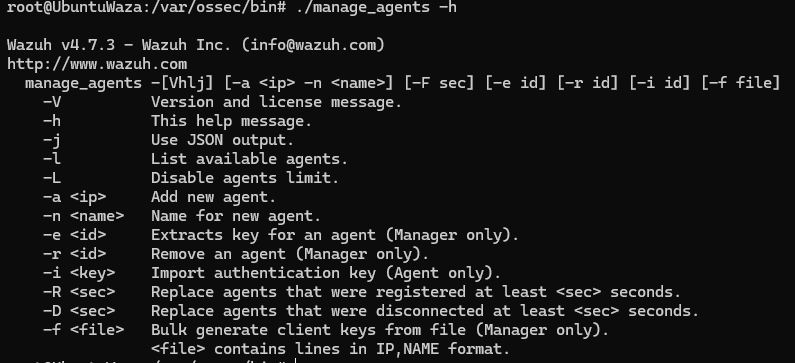 root@UbuntuWaza:/var/ossec/bin# ./manage_agents -h
Wazuh v4.7.3 - Wazuh Inc. (info@wazuh.com)
http://www.wazuh.com
manage_agents -[Vhlj] [-a <ip> -n <name>] [-F sec] [-e id] [-r id] [-i id] [-f file]
-V Version and license message.
-h This help message.
-j Use JSON output.
-l List available agents.
-L Disable agents limit.
-a <ip> Add new agent.
-n <name> Name for new agent.
-e <id> Extracts key for an agent (Manager only).
-r <id> Remove an agent (Manager only).
-i <key> Import authentication key (Agent only).
-R <sec> Replace agents that were registered at least <sec> seconds.
-D <sec> Replace agents that were disconnected at least <sec> seconds.
-f <file> Bulk generate client keys from file (Manager only).
<file> contains lines in IP,NAME format.